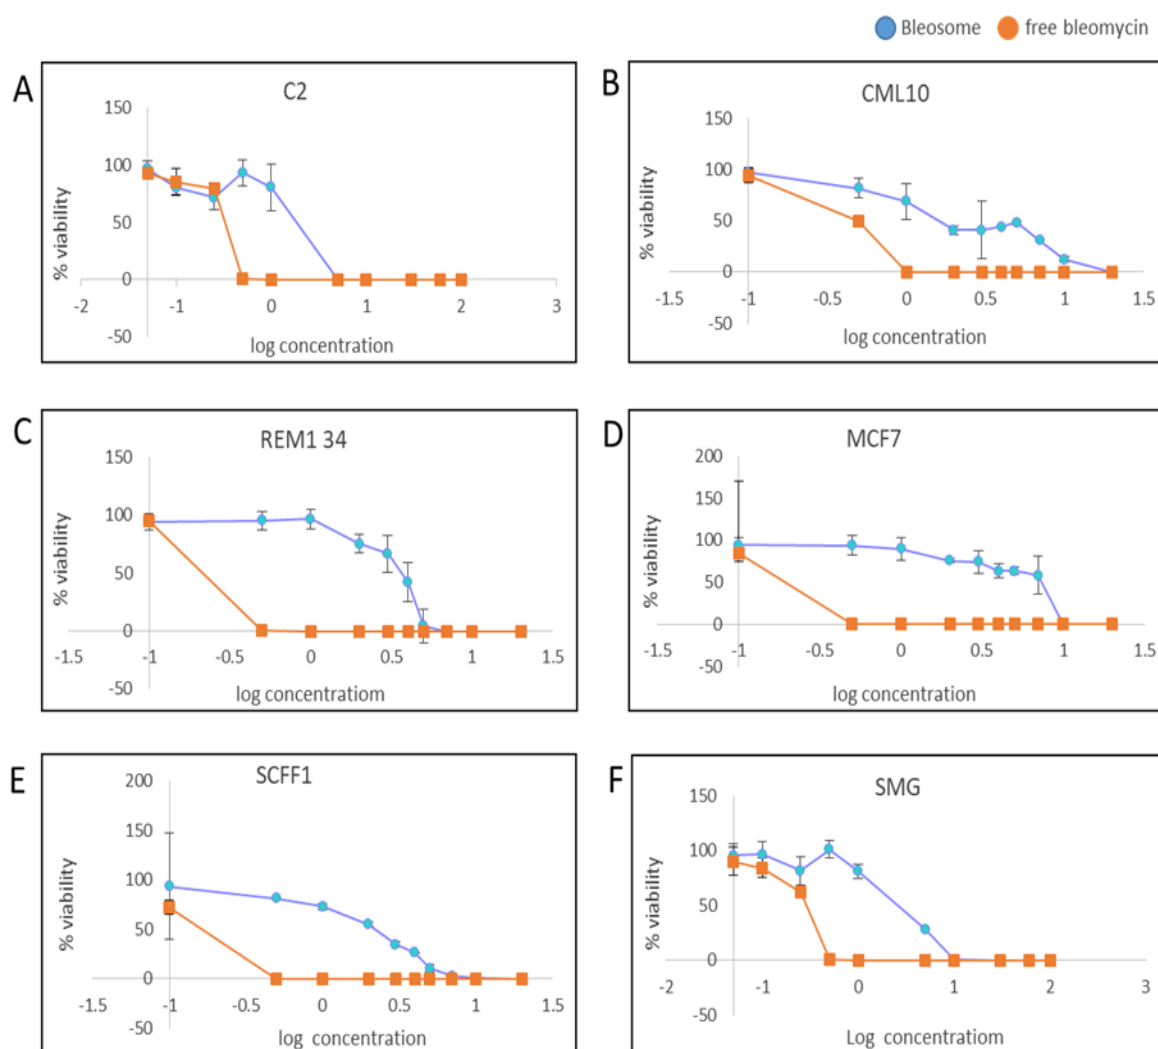 Bleosome free bleomycin
A
C2
150
100
50
0
-50
-2 -1 0 1 2 3
% viability
log concentration
B
CML10
150
100
50
0
-50
-1.5 -1 -0.5 0 0.5 1 1.5
% viability
log concentration
C
REM1 34
150
100
50
0
-50
-1.5 -1 -0.5 0 0.5 1 1.5
% viability
log concentratiom
D
MCF7
200
150
100
50
0
-50
-1.5 -1 -0.5 0 0.5 1 1.5
% viability
log concentration
E
SCFF1
200
150
100
50
0
-50
-1 -0.5 0 0.5 1 1.5
% viability
log concentration
F
SMG
150
100
50
0
-50
-2 -1 0 1 2 3
% viability
Log concentratiom